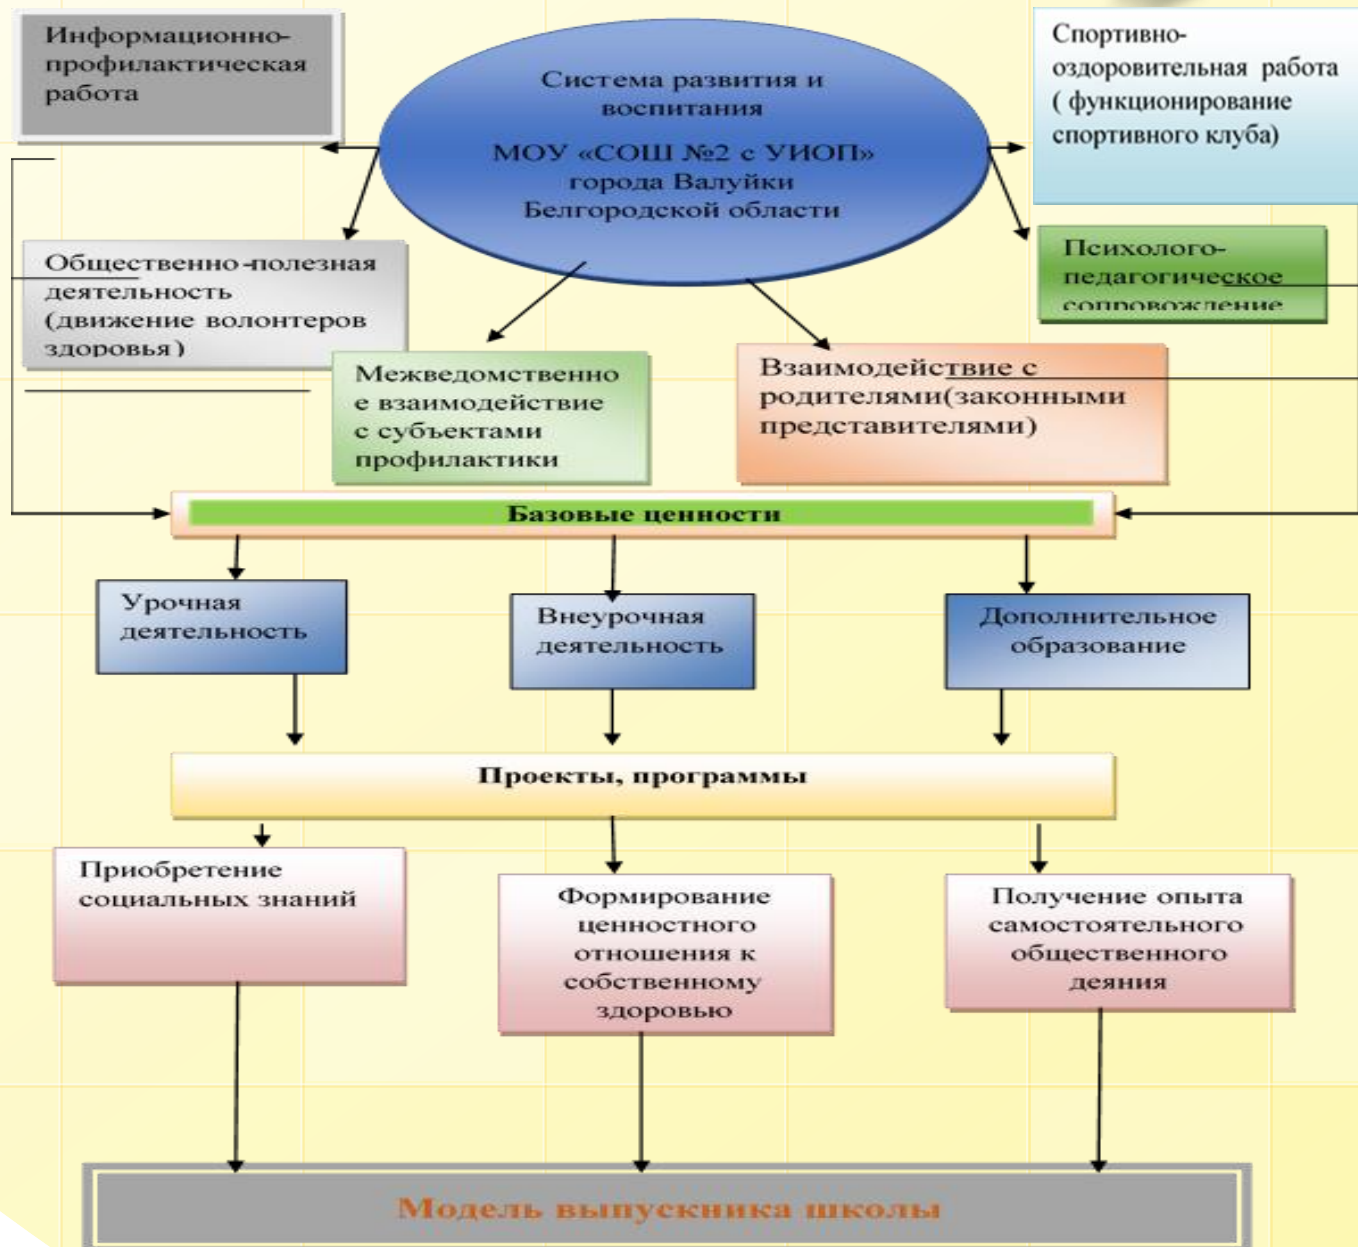 Информационно-
профилактическая
работа
Система развития и
воспитания
МОУ «СОШ №2 с УИОП»
города Валуйки
Белгородской области
Спортивно-
оздоровительная работа
( функционирование
спортивного клуба)
Общественно-полезная
деятельность
(движение волонтеров
здоровья)
Психолого-
педагогическое
сопровождение
Межведомственно
е взаимодействие
с субъектами
профилактики
Взаимодействие с
родителями(законными
представителями)
Базовые ценности
Урочная
деятельность
Внеурочная
деятельность
Дополнительное
образование
Проекты, программы
Приобретение
социальных знаний
Формирование
ценностного
отношения к
собственному
здоровью
Получение опыта
самостоятельного
общественного
деяния
Модель выпускника школы